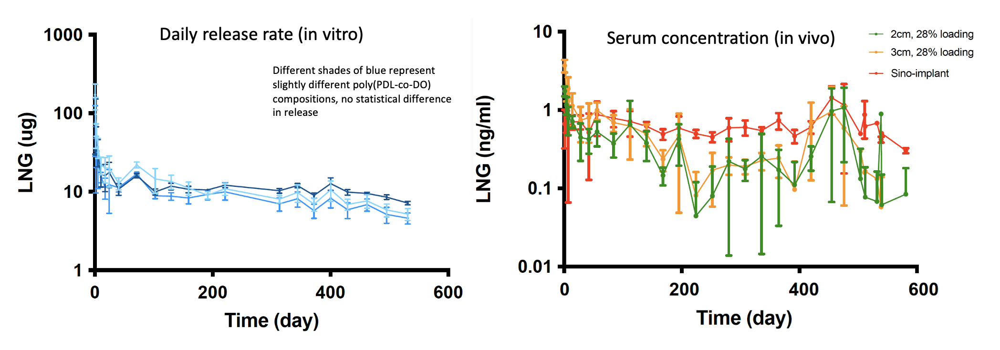 Daily release rate (in vitro)
Different shades of blue represent
slightly different poly(PDL-co-DO)
compositions, no statistical difference
in release
LNG (ug)
1000
100
10
1
0
200
400
600
Time (day)
Serum concentration (in vivo)
2cm, 28% loading
3cm, 28% loading
Sino-implant
LNG (ng/ml)
10
1
0.1
0.01
0
200
400
600
Time (day)